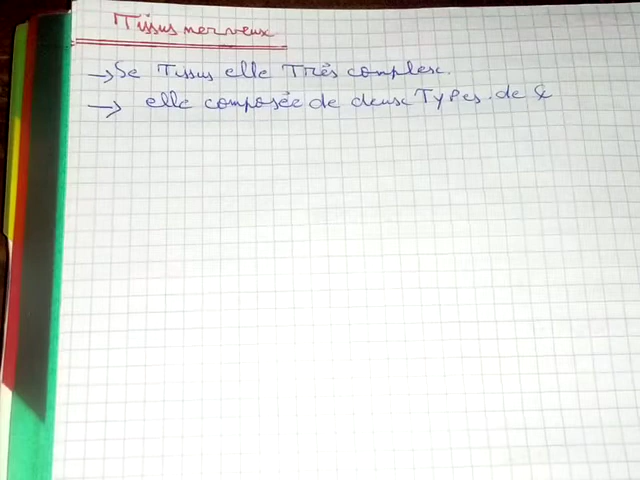 Tissus nerveux
→ Se Tissus elle Très complexe.
→ elle composée de deux Types. de